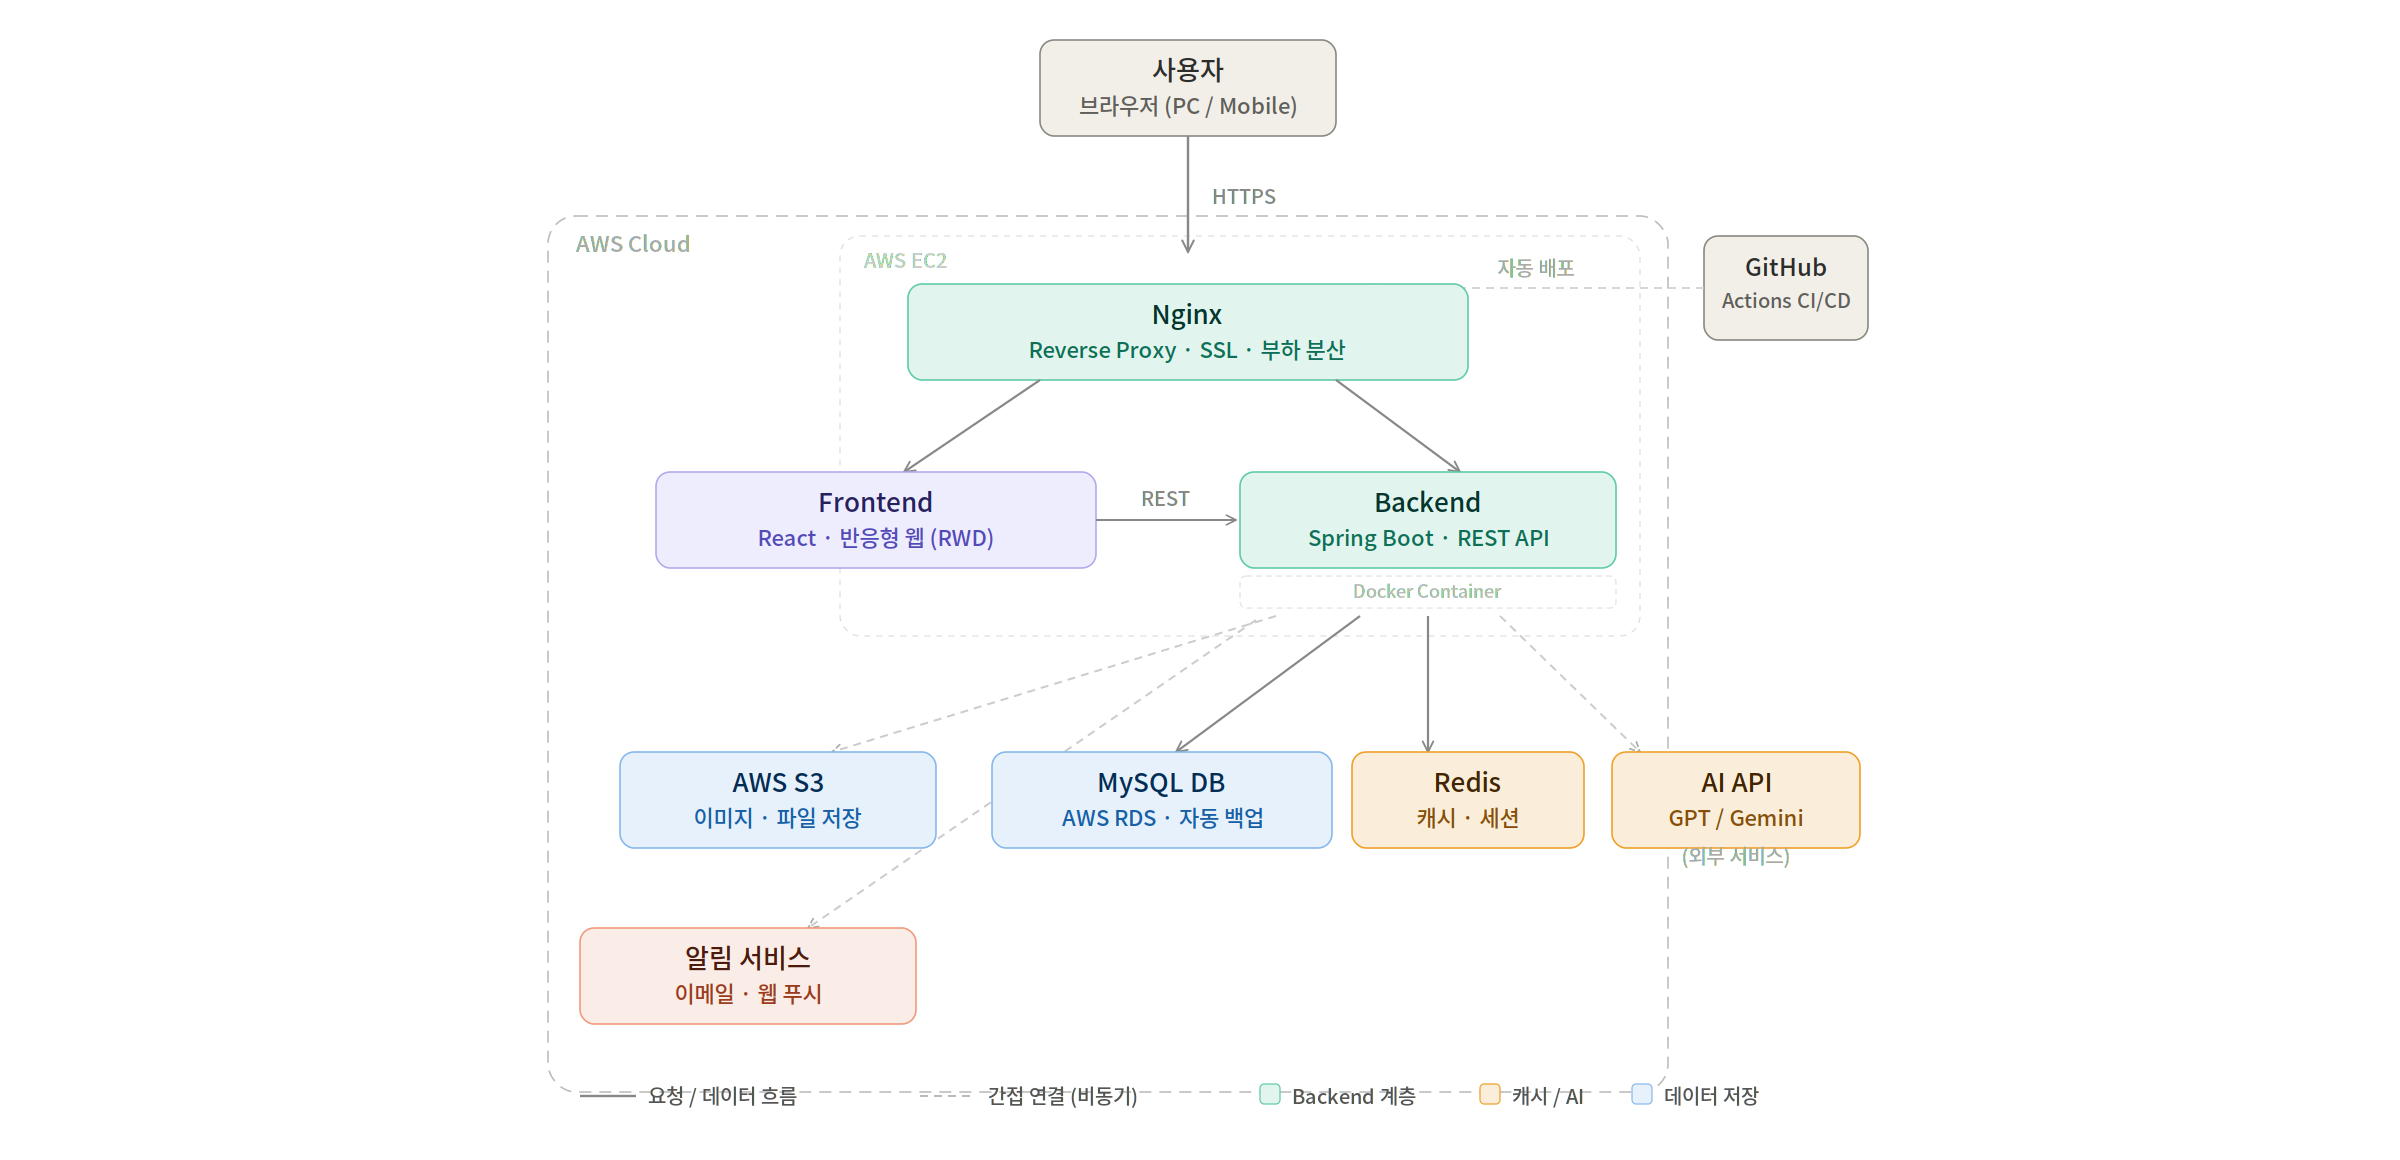 사용자
브라우저 (PC / Mobile)
HTTPS
AWS Cloud
AWS EC2
자동 배포
GitHub
Actions CI/CD
Nginx
Reverse Proxy · SSL · 부하 분산
Frontend
React · 반응형 웹 (RWD)
REST
Backend
Spring Boot · REST API
Docker Container
AWS S3
이미지 · 파일 저장
MySQL DB
AWS RDS · 자동 백업
Redis
캐시 · 세션
AI API
GPT / Gemini
(외부 서비스)
알림 서비스
이메일 · 웹 푸시
요청 / 데이터 흐름
간접 연결 (비동기)
Backend 계층
캐시 / AI
데이터 저장